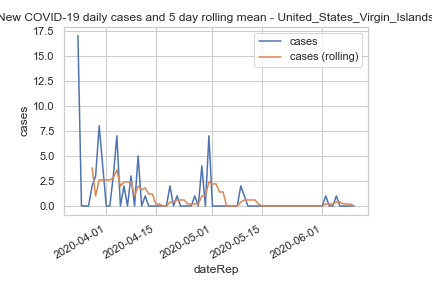 New COVID-19 daily cases and 5 day rolling mean - United_States_Virgin_Islands
17.5
15.0
12.5
10.0
7.5
5.0
2.5
0.0
cases
cases
cases (rolling)
2020-04-01
2020-04-15
2020-05-01
2020-05-15
2020-06-01
dateRep